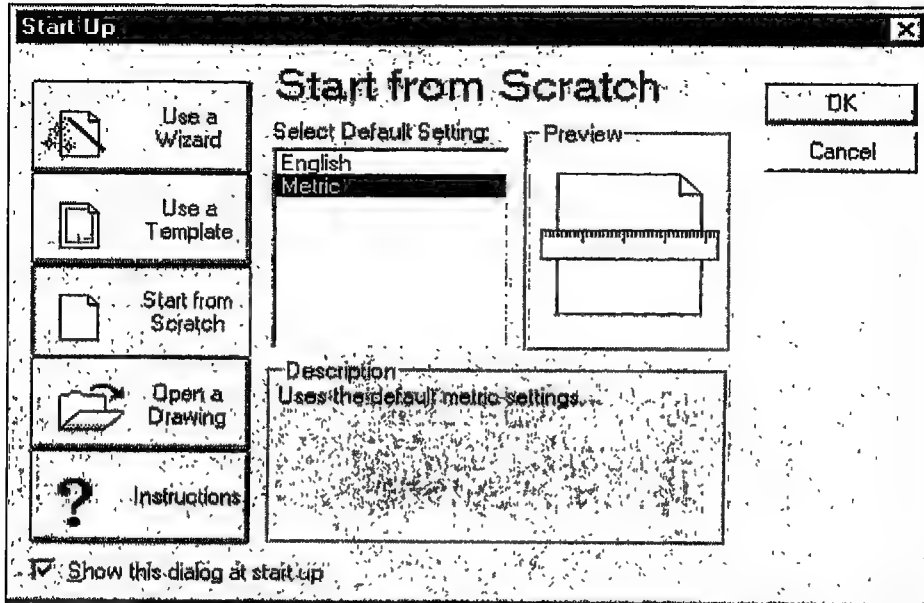 Start Up
Use a
Wizard
Use a
Template
Start from
Scratch
Open a
Drawing
Instructions
Start from Scratch
Select Default Setting:
English
Metric
Preview
Description
Uses the default metric settings.
OK
Cancel
Show this dialog at start up